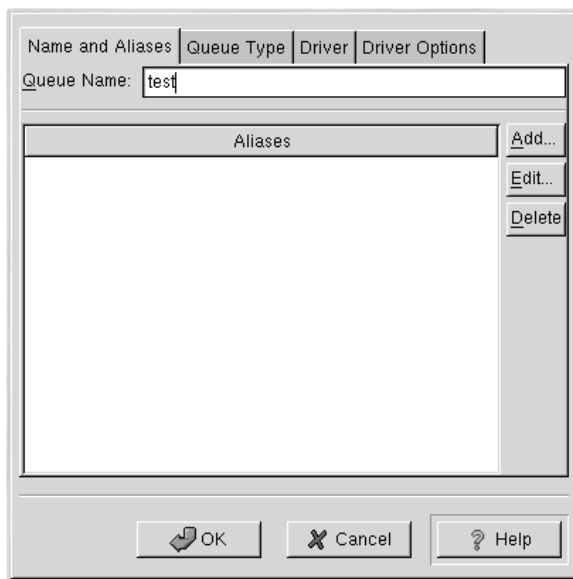 Name and Aliases Queue Type Driver Driver Options
Queue Name: test
Aliases
Add...
Edit...
Delete
OK Cancel Help